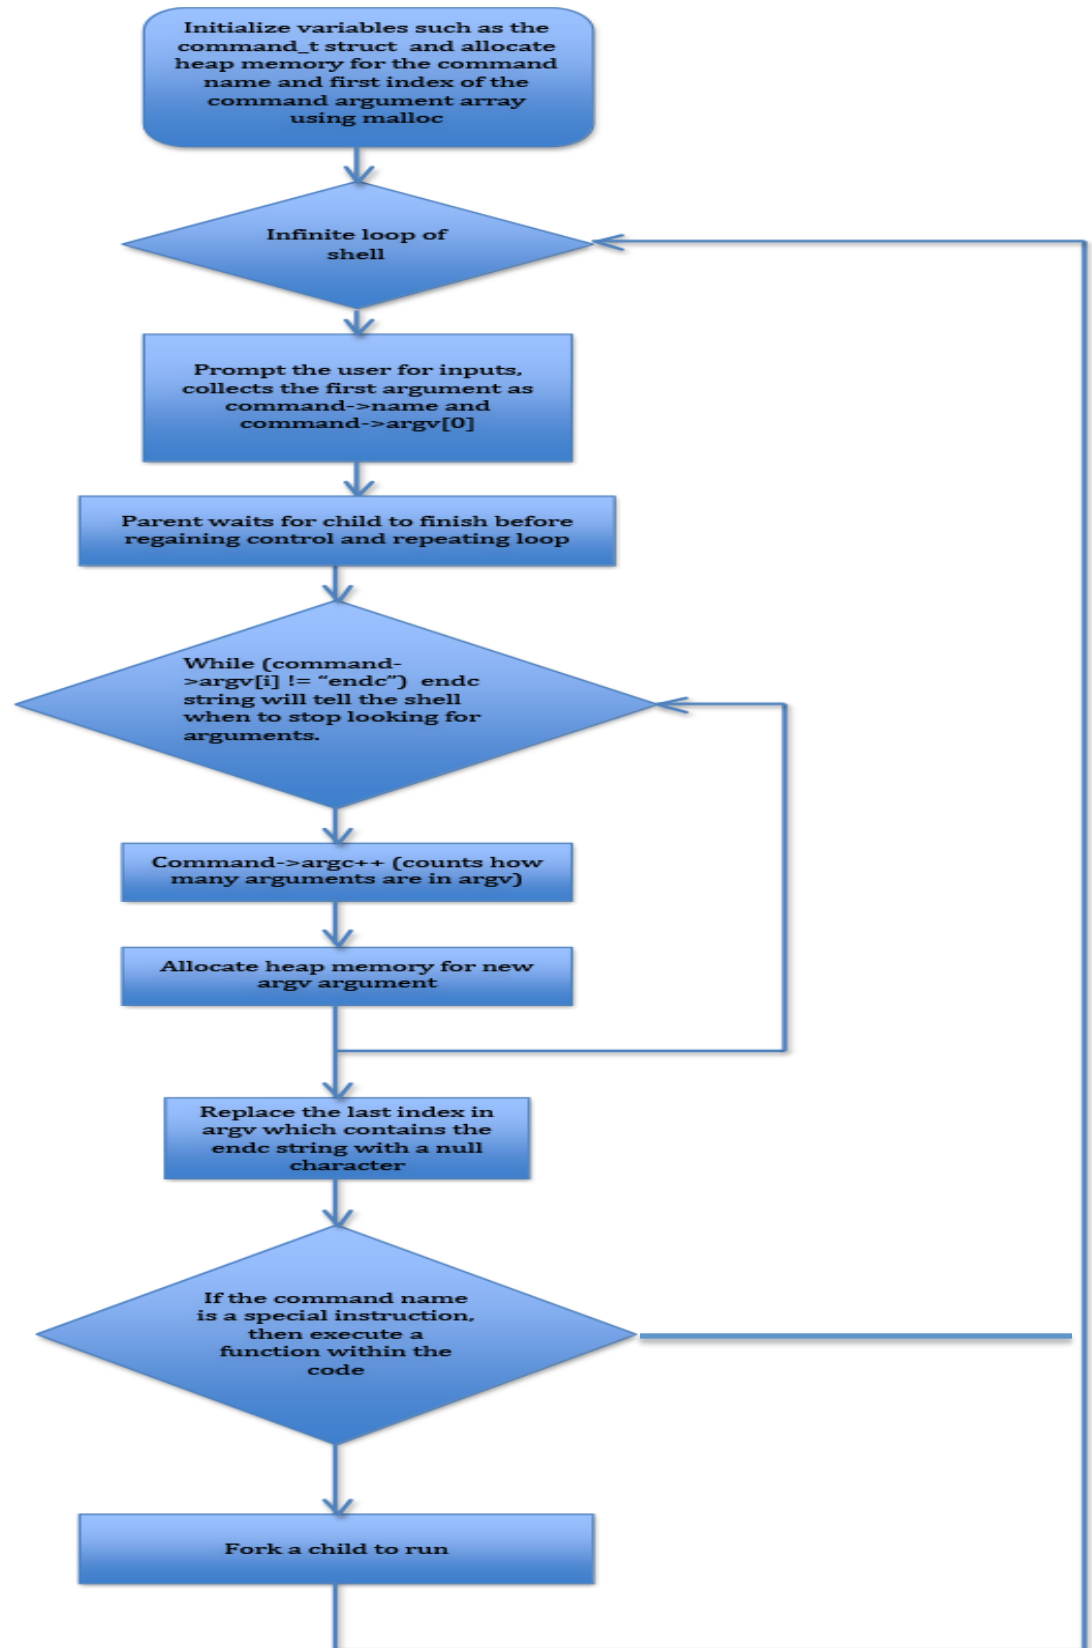 Initialize variables such as the
command_t struct  and allocate
heap memory for the command
name and first index of the
command argument array
using malloc
Infinite loop of
shell
Prompt the user for inputs,
collects the first argument as
command->name and
command->argv[0]
Parent waits for child to finish before
regaining control and repeating loop
While (command-
>argv[i] != “endc”)  endc
string will tell the shell
when to stop looking for
arguments.
Command->argc++ (counts how
many arguments are in argv)
Allocate heap memory for new
argv argument
Replace the last index in
argv which contains the
endc string with a null
character
If the command name
is a special instruction,
then execute a
function within the
code
Fork a child to run